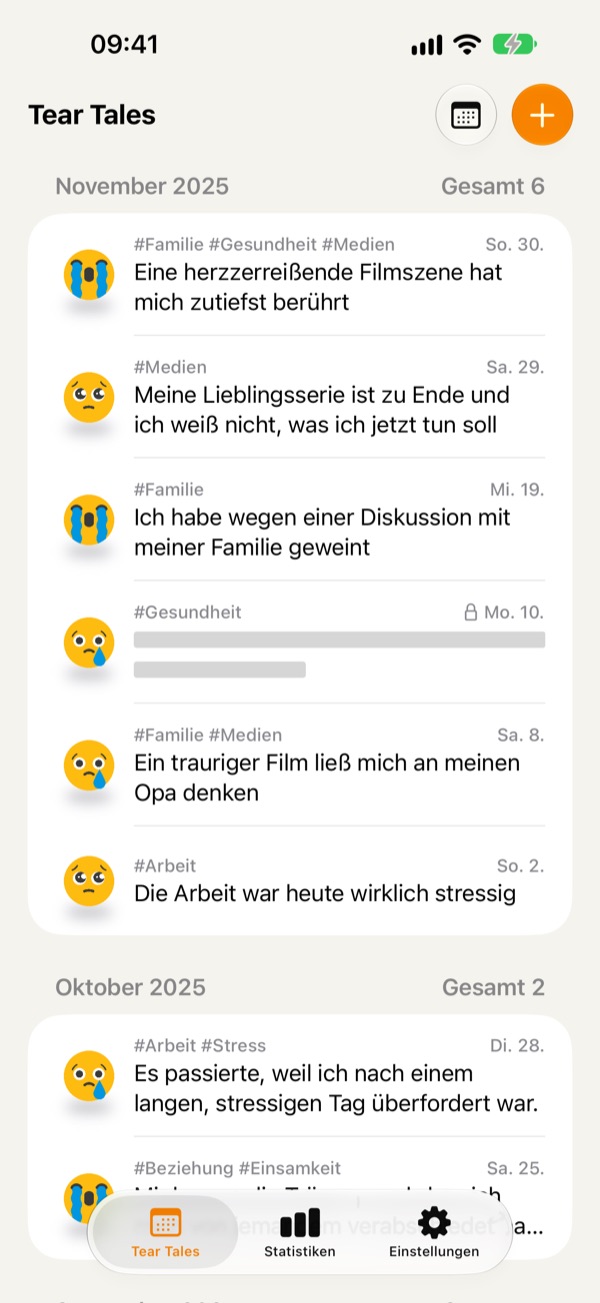 09:41
Tear Tales
November 2025 Gesamt 6
#Familie #Gesundheit #Medien So. 30.
Eine herzzerreißende Filmszene hat
mich zutiefst berührt
#Medien Sa. 29.
Meine Lieblingsserie ist zu Ende und
ich weiß nicht, was ich jetzt tun soll
#Familie Mi. 19.
Ich habe wegen einer Diskussion mit
meiner Familie geweint
#Gesundheit Mo. 10.
#Familie #Medien Sa. 8.
Ein trauriger Film ließ mich an meinen
Opa denken
#Arbeit So. 2.
Die Arbeit war heute wirklich stressig
Oktober 2025 Gesamt 2
#Arbeit #Stress Di. 28.
Es passierte, weil ich nach einem
langen, stressigen Tag überfordert war.
#Beziehung #Einsamkeit Sa. 25.
Tear Tales Statistiken Einstellungen